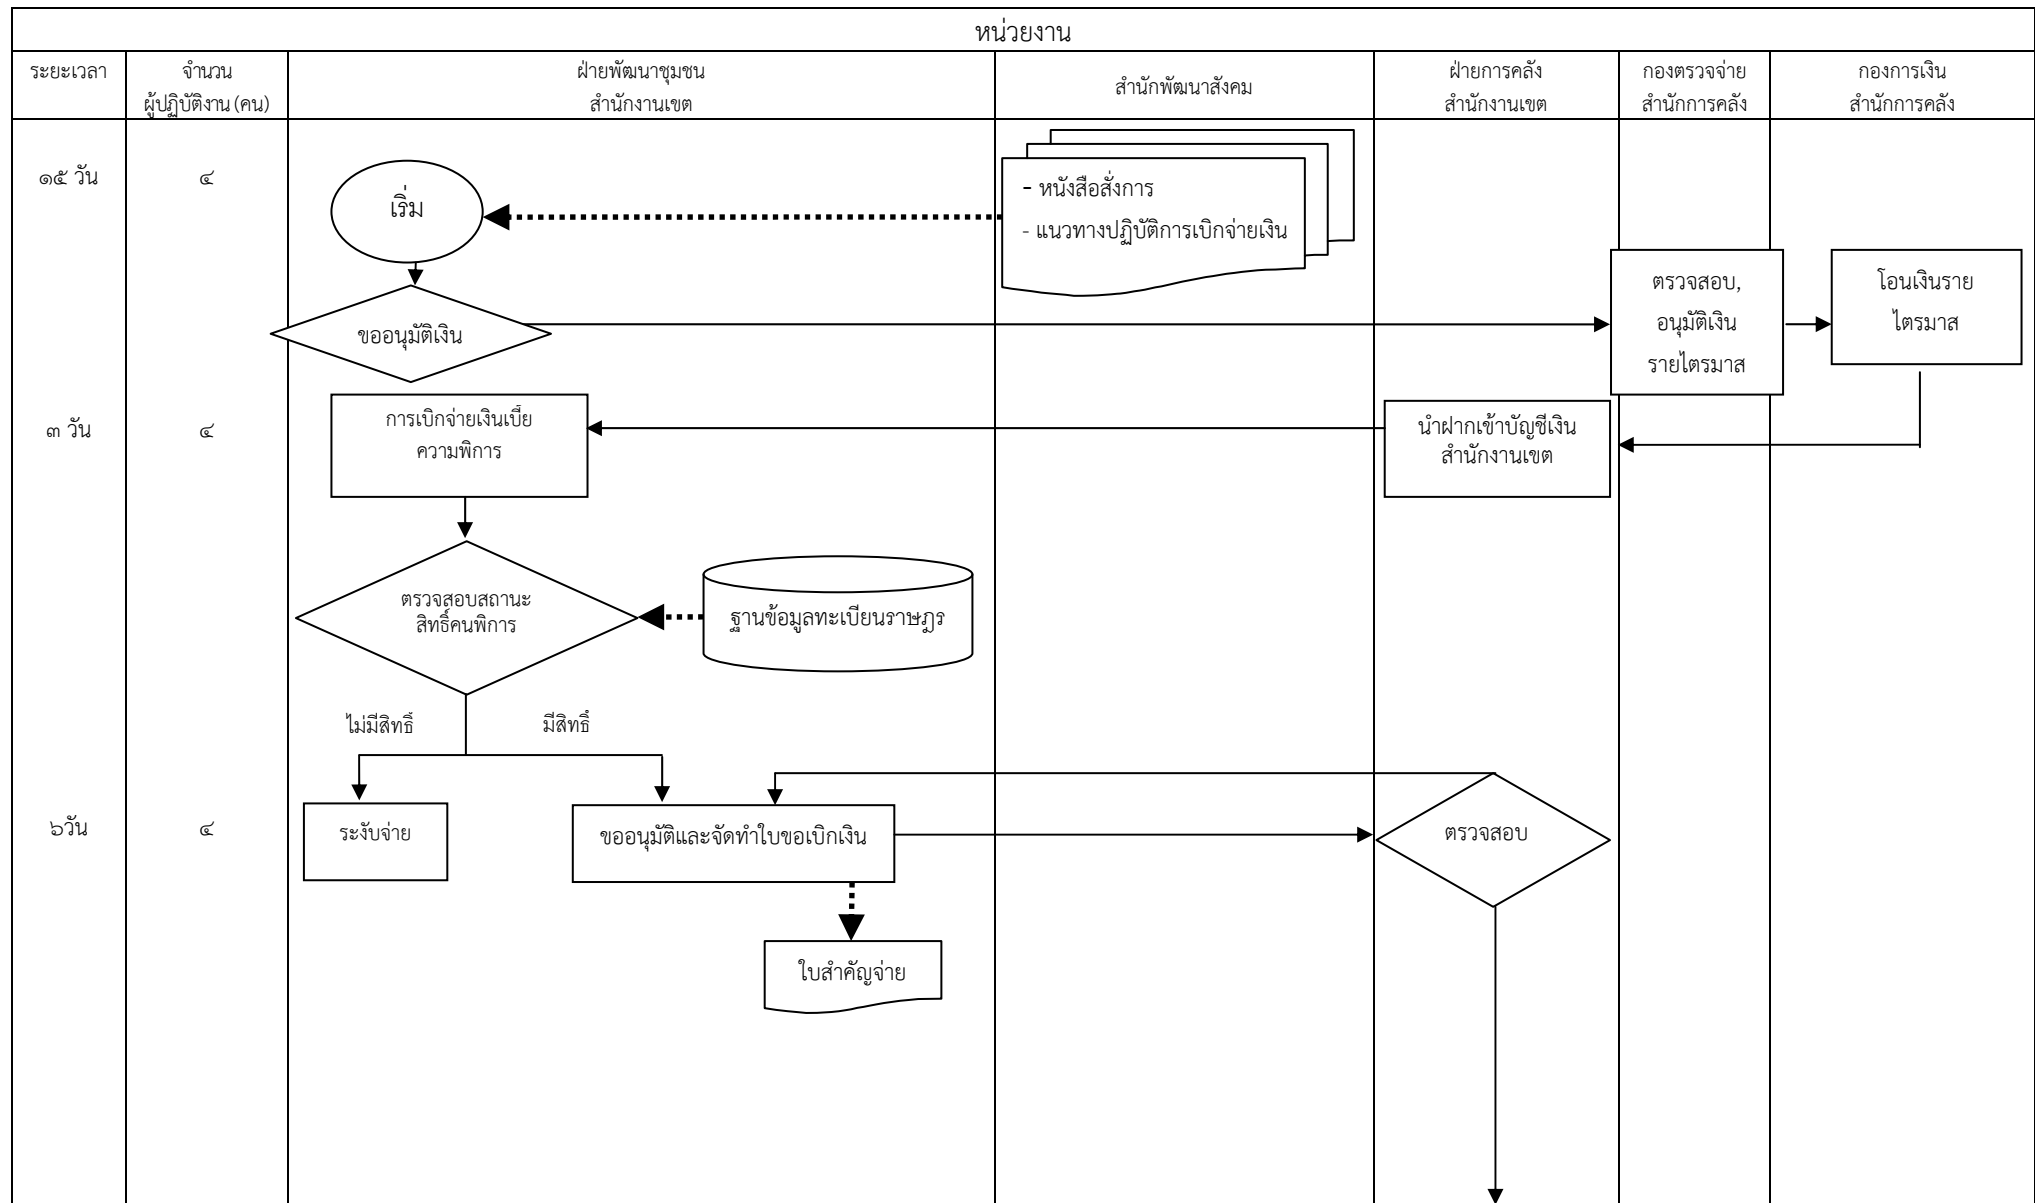 หน่วยงาน
ระยะเวลา
จำนวน
ผู้ปฏิบัติงาน (คน)
ฝ่ายพัฒนาชุมชน
สำนักงานเขต
สำนักพัฒนาสังคม
ฝ่ายการคลัง
สำนักงานเขต
กองตรวจจ่าย
สำนักการคลัง
กองการเงิน
สำนักการคลัง
๑๕ วัน
๔
เริ่ม
- หนังสือสั่งการ
- แนวทางปฏิบัติการเบิกจ่ายเงิน
ขออนุมัติเงิน
ตรวจสอบ,
อนุมัติเงิน
รายไตรมาส
โอนเงินราย
ไตรมาส
๓ วัน
๔
การเบิกจ่ายเงินเบี้ย
ความพิการ
นำฝากเข้าบัญชีเงิน
สำนักงานเขต
ตรวจสอบสถานะ
สิทธิ์คนพิการ
ฐานข้อมูลทะเบียนราษฎร
ไม่มีสิทธิ์
มีสิทธิ์
๖วัน
๔
ระงับจ่าย
ขออนุมัติและจัดทำใบขอเบิกเงิน
ตรวจสอบ
ใบสำคัญจ่าย